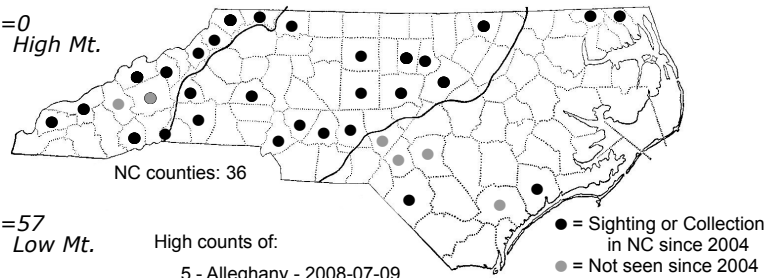 =0
High Mt.
NC counties: 36
=57
Low Mt.
High counts of:
5 - Alleghany - 2008-07-09
= Sighting or Collection
in NC since 2004
= Not seen since 2004